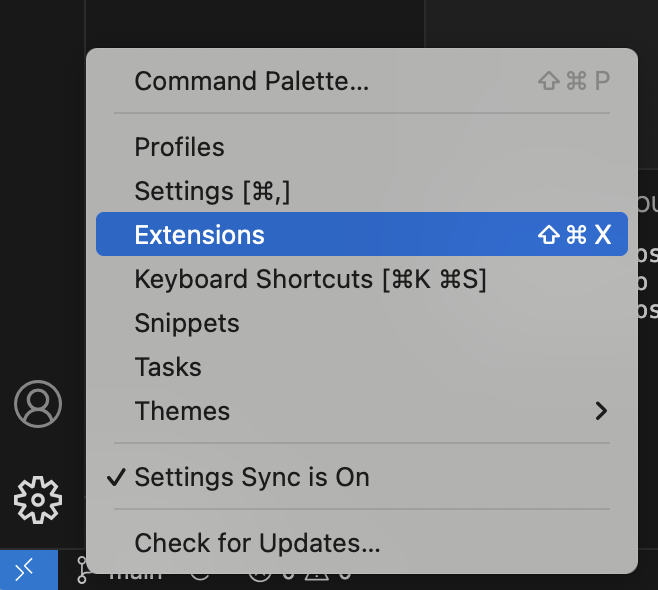 Command Palette... ⇧⌘P
Profiles
Settings [⌘,]
Extensions ⇧⌘X
Keyboard Shortcuts [⌘K ⌘S]
Snippets
Tasks
Themes
Settings Sync is On
Check for Updates...
main 0 0